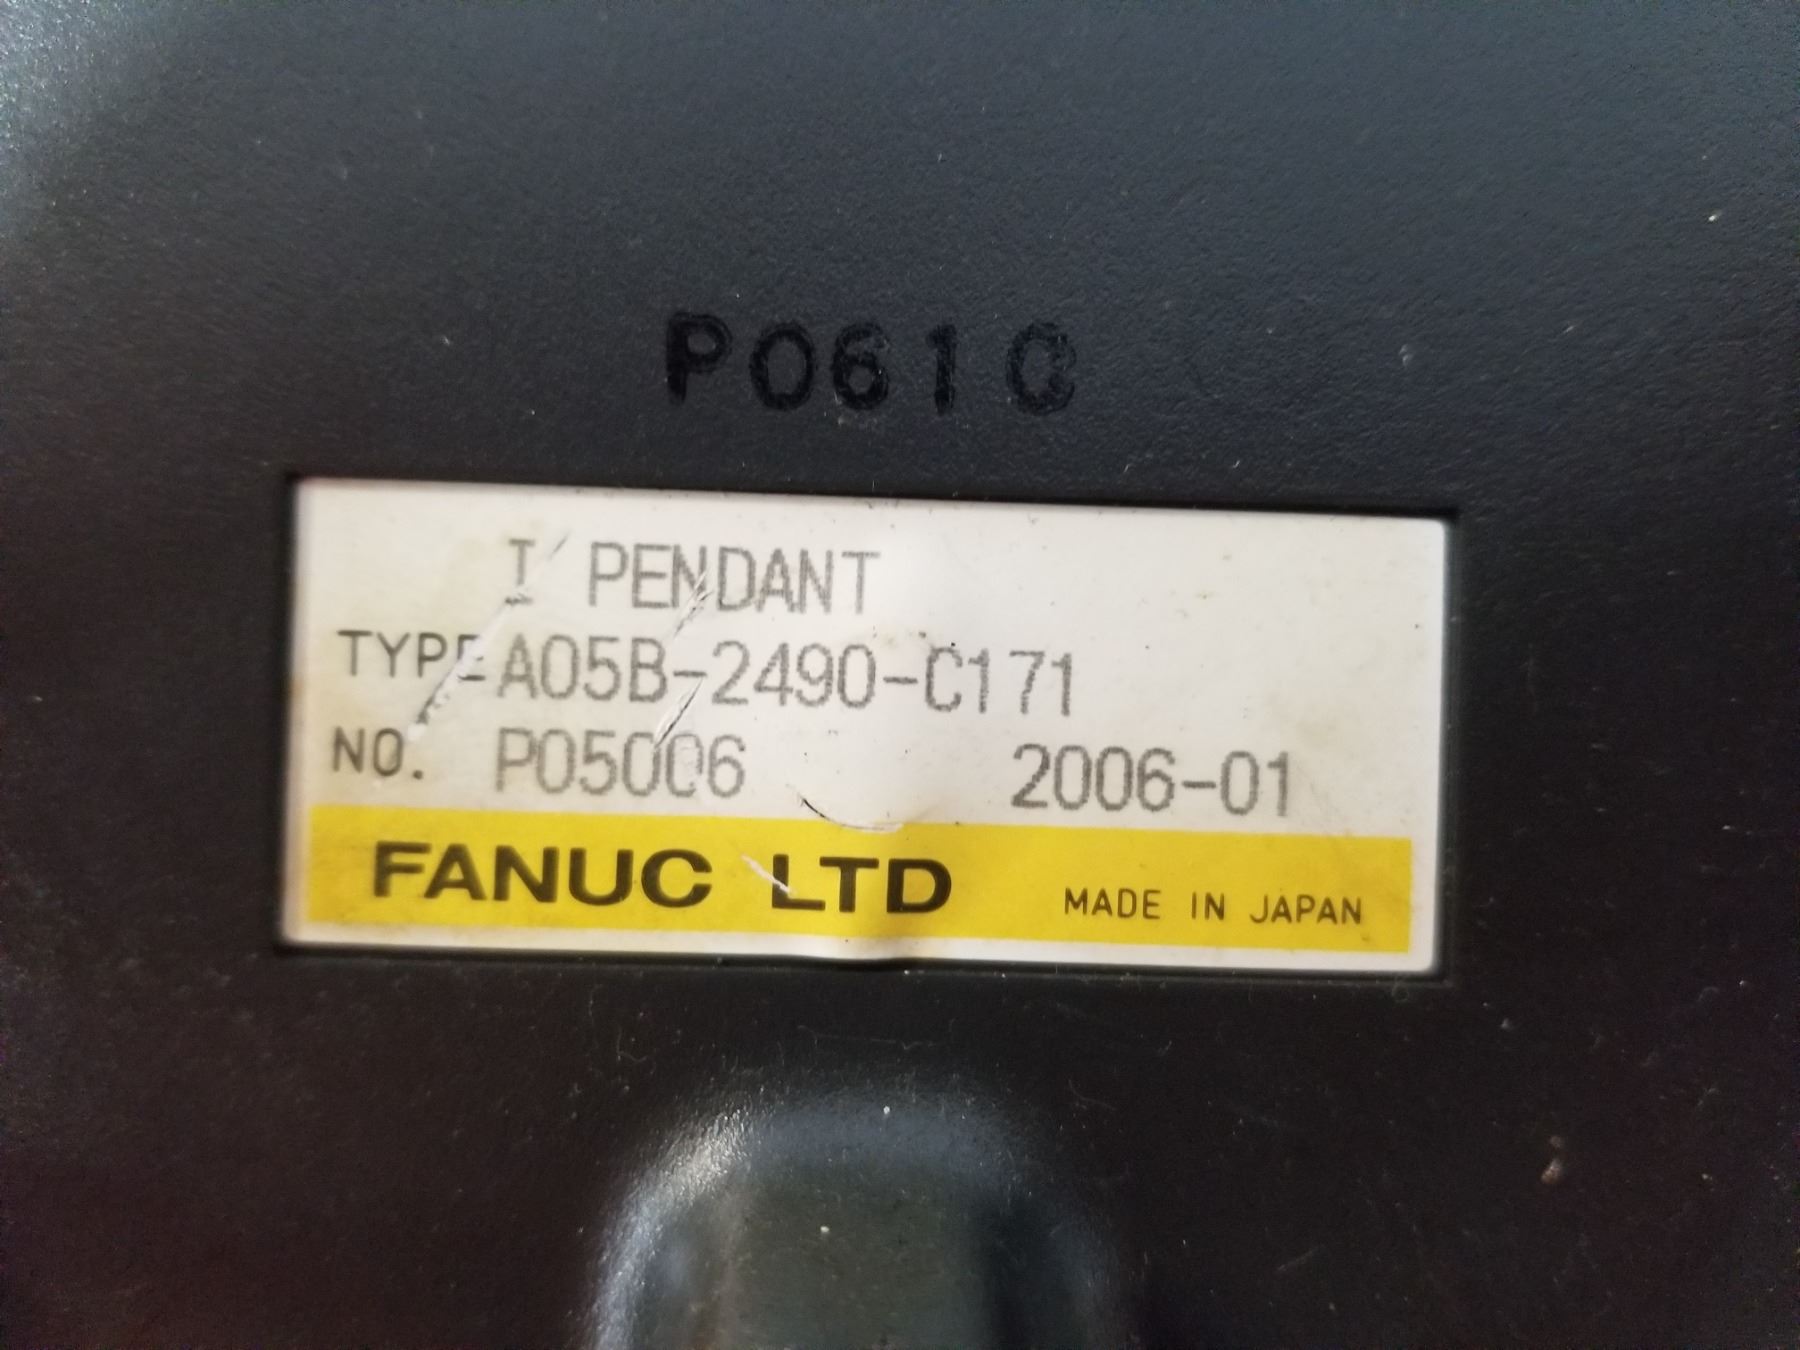 P0610
I PENDANT
TYPE A05B-2490-C171
NO. P05006 2006-01
FANUC LTD MADE IN JAPAN